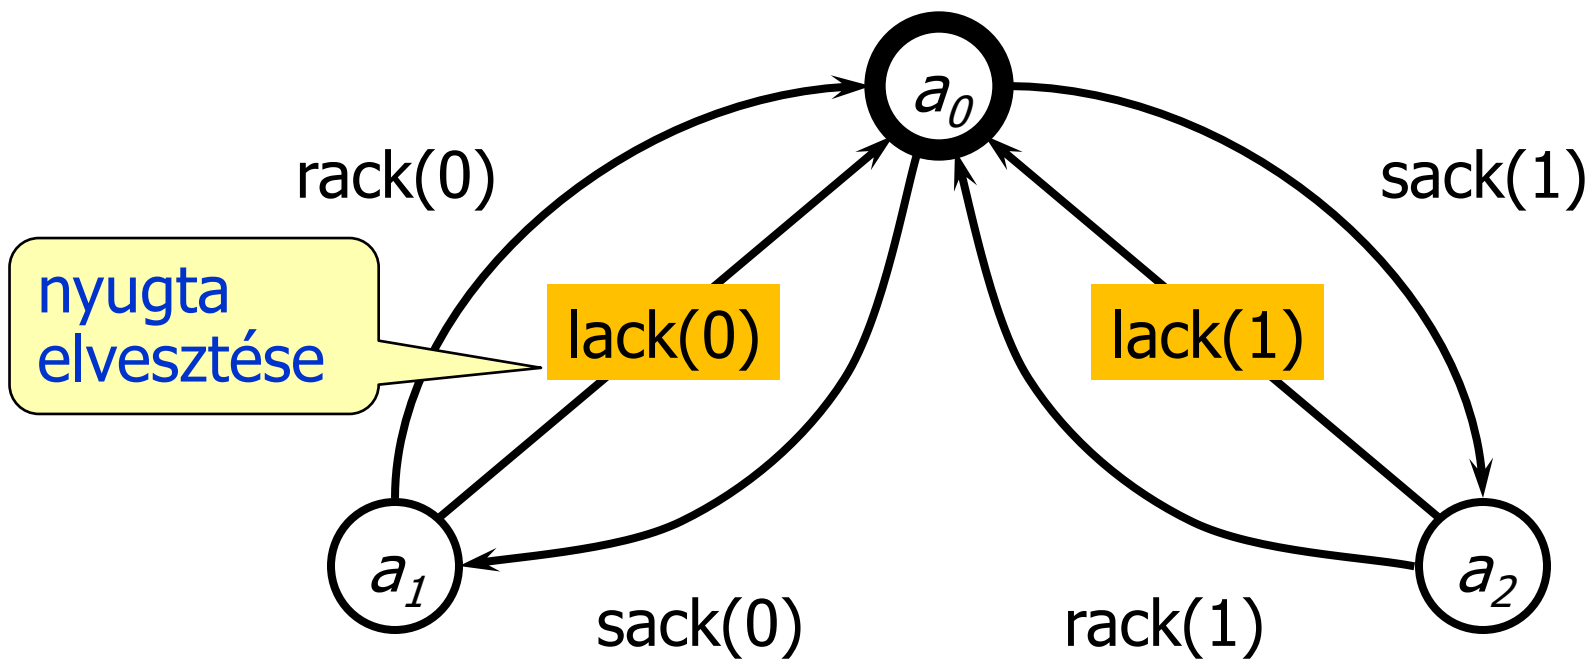 a0
rack(0)
sack(1)
nyugta
elvesztése
lack(0)
lack(1)
a1
a2
sack(0)
rack(1)